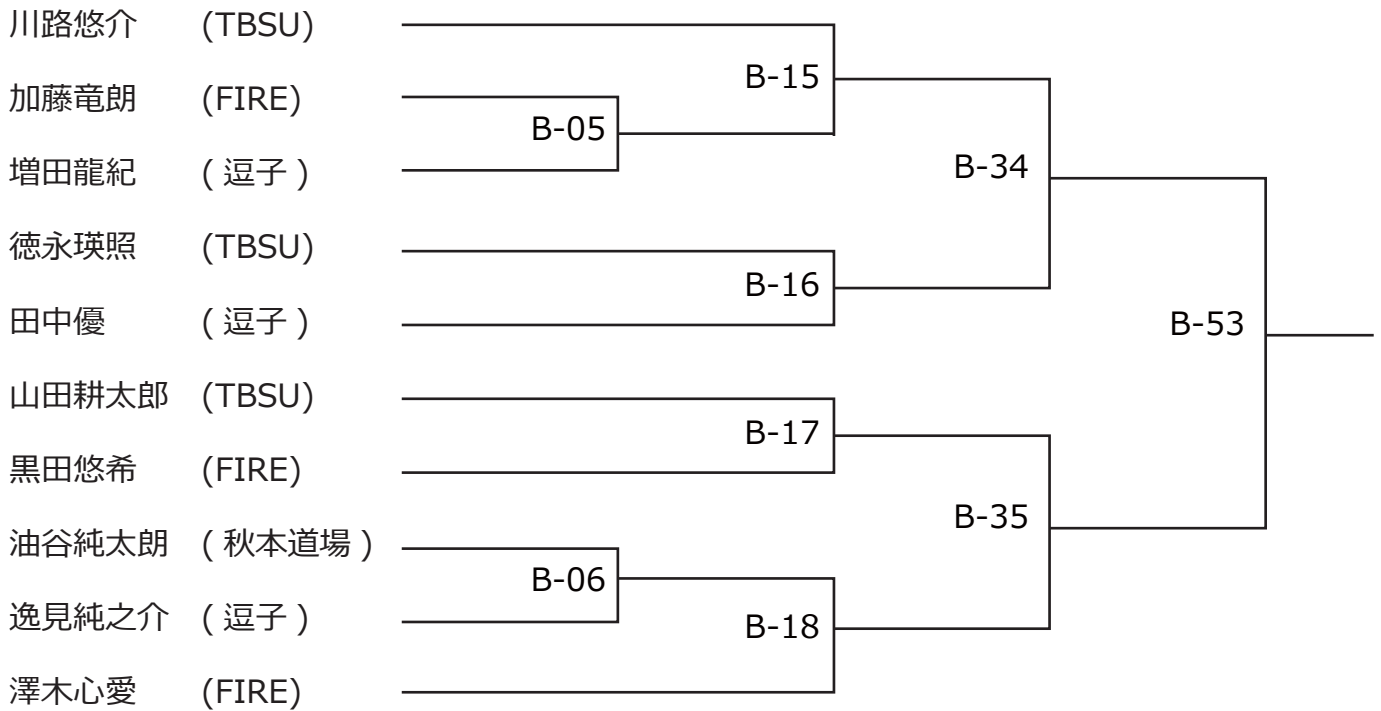 川路悠介 (TBSU)
B-15
加藤竜朗 (FIRE)
B-05
増田龍紀 ( 逗子 )
B-34
徳永瑛照 (TBSU)
B-16
田中優 ( 逗子 )
B-53
山田耕太郎 (TBSU)
B-17
黒田悠希 (FIRE)
B-35
油谷純太朗 ( 秋本道場 )
B-06
逸見純之介 ( 逗子 )
B-18
澤木心愛 (FIRE)